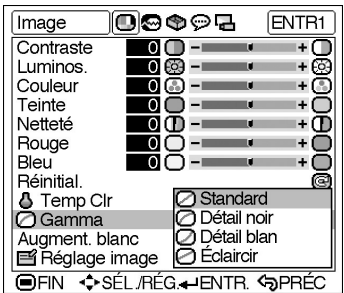 Image ENTR1
Contraste 0 - +
Luminos. 0 - +
Couleur 0 - +
Teinte 0 - +
Netteté 0 - +
Rouge 0 - +
Bleu 0 - +
Réinitial.
Temp Clr
Standard
Gamma
Détail noir
Augment. blanc
Détail blan
Réglage image
Éclaircir
FIN SÉL./RÉG. ENTR. PRÉC